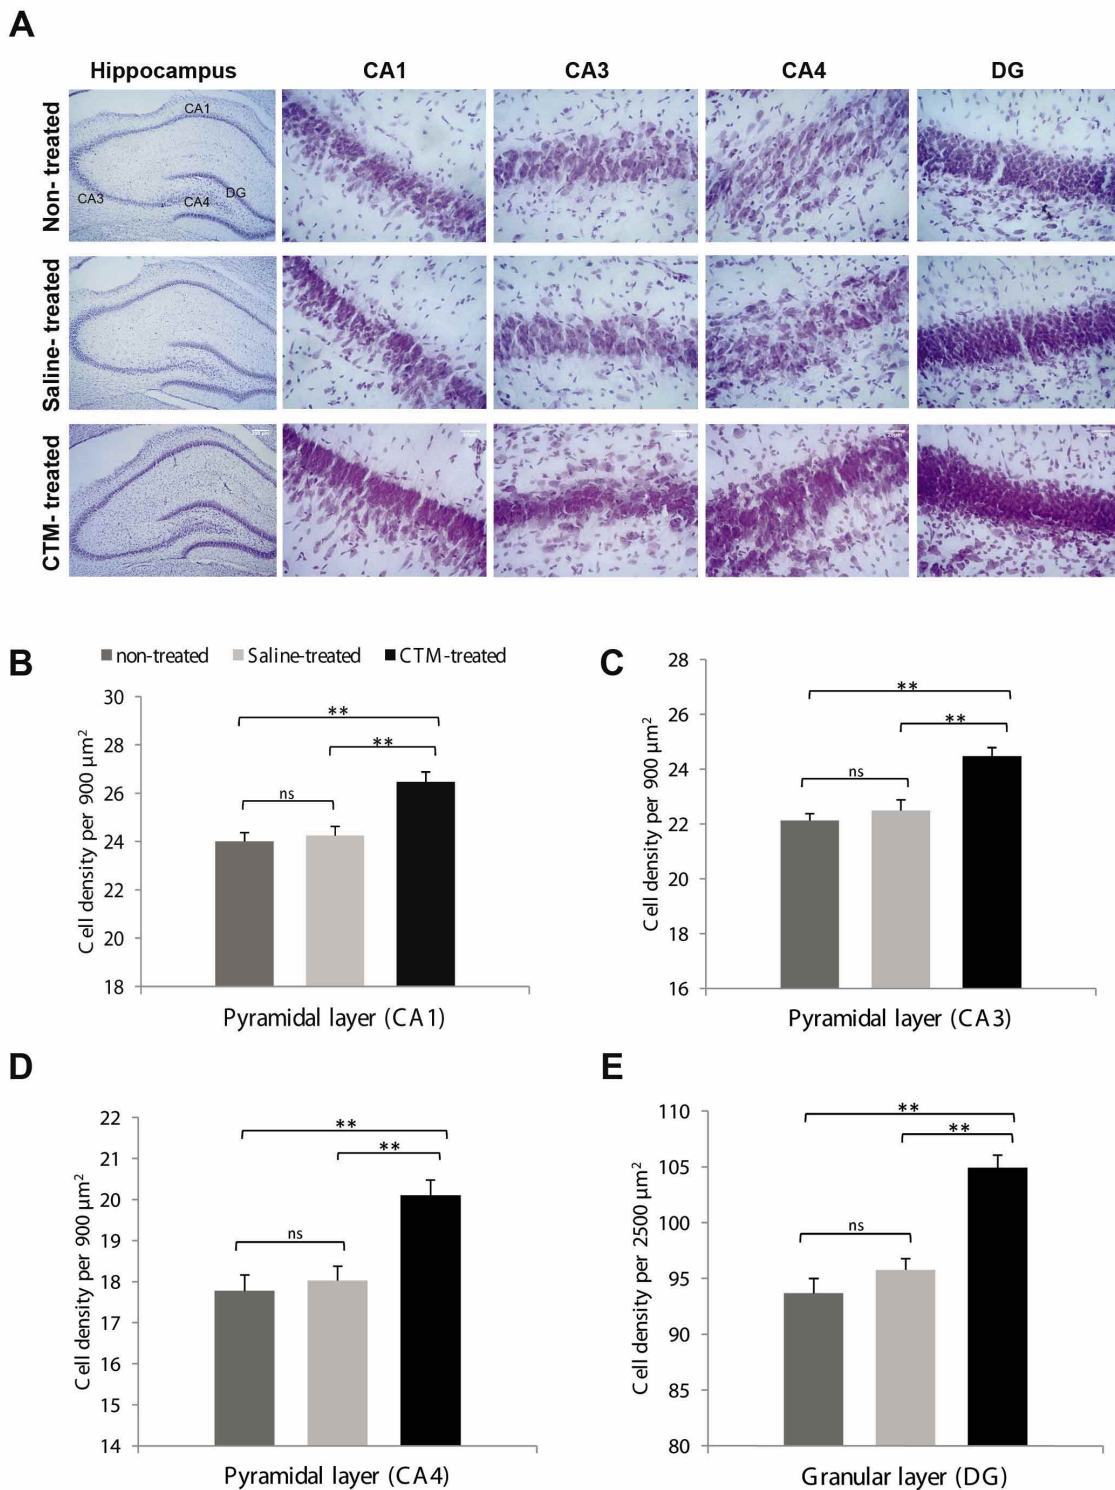 A
Hippocampus CA1 CA3 CA4 DG
Non- treated
CA1
CA3
CA4
DG
Saline- treated
CTM- treated
B
non-treated Saline-treated CTM-treated
Cell density per 900 µm²
30
28
26
24
22
20
18
**
**
ns
Pyramidal layer (CA1)
C
Cell density per 900 µm²
28
26
24
22
20
18
16
**
**
ns
Pyramidal layer (CA3)
D
Cell density per 900 µm²
22
21
20
19
18
17
16
15
14
**
**
ns
Pyramidal layer (CA4)
E
Cell density per 2500 µm²
110
105
100
95
90
85
80
**
**
ns
Granular layer (DG)